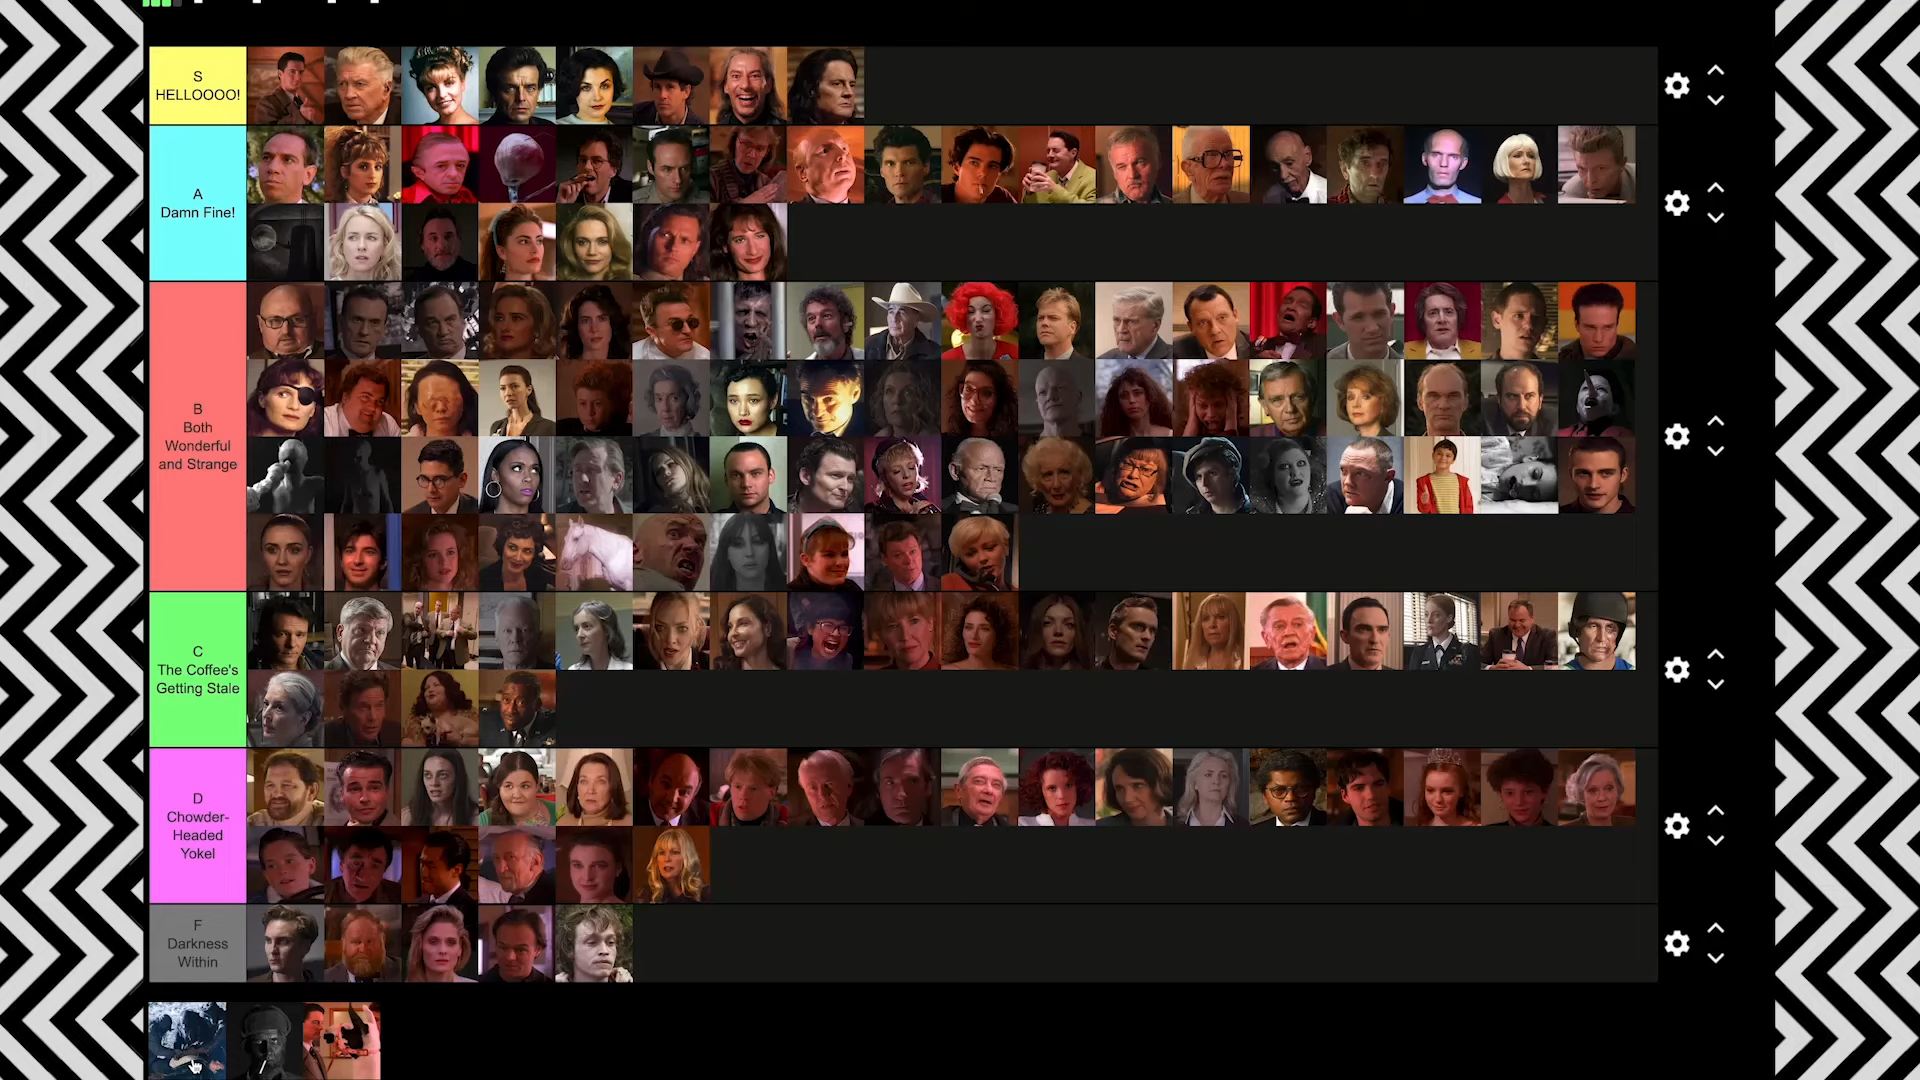 S
HELLOOOO!
A
Damn Fine!
B
Both
Wonderful
and Strange
C
The Coffee's
Getting Stale
D
Chowder-
Headed
Yokel
F
Darkness
Within